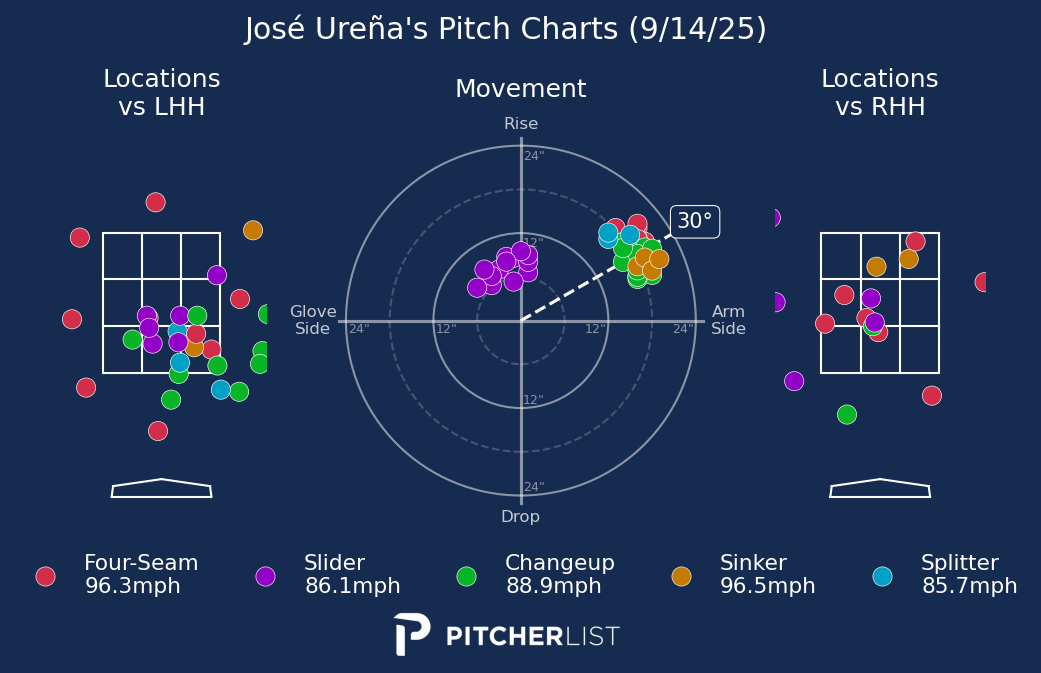 José Ureña's Pitch Charts (9/14/25)
Locations
vs LHH
Movement
Locations
vs RHH
Rise
24"
30°
12"
Glove
Side
24"
12"
12"
24"
Arm
Side
12"
24"
Drop
Four-Seam
96.3mph
Slider
86.1mph
Changeup
88.9mph
Sinker
96.5mph
Splitter
85.7mph
PITCHERLIST